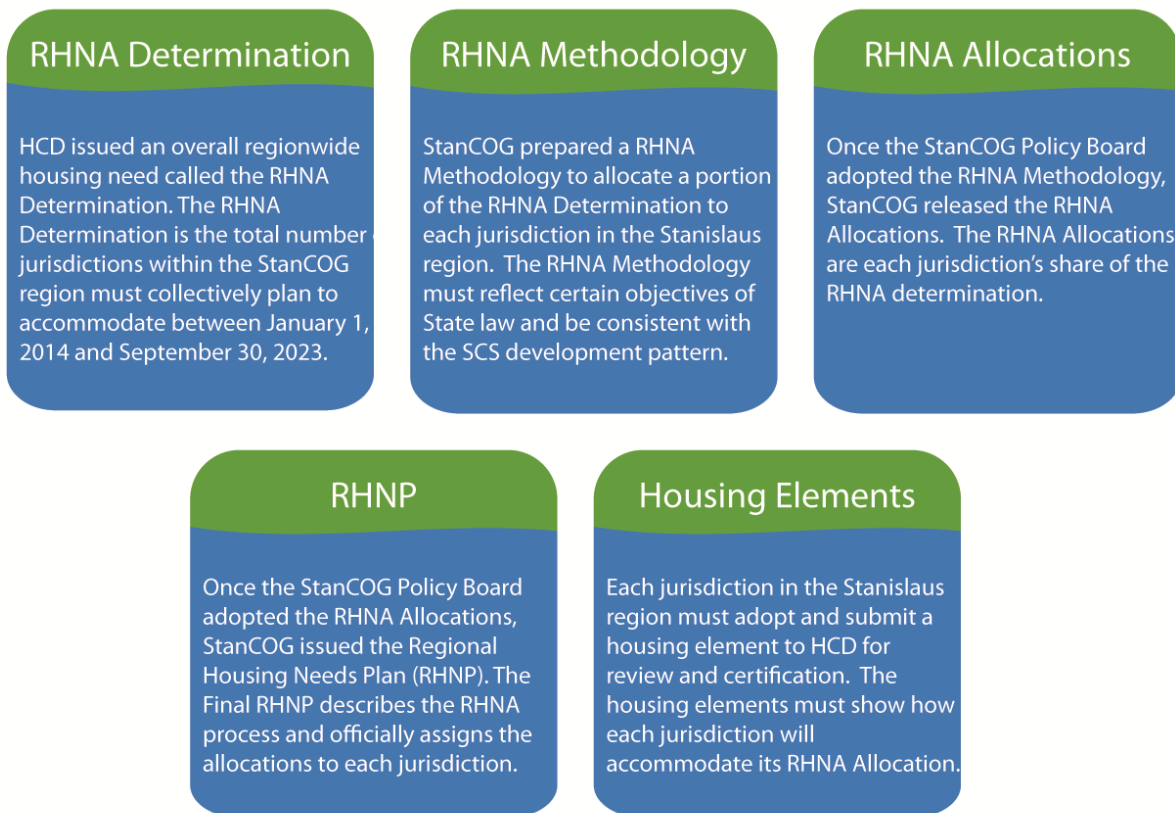 RHNA Determination
HCD issued an overall regionwide
housing need called the RHNA
Determination. The RHNA
Determination is the total number
jurisdictions within the StanCOG
region must collectively plan to
accommodate between January 1,
2014 and September 30, 2023.
RHNA Methodology
StanCOG prepared a RHNA
Methodology to allocate a portion
of the RHNA Determination to
each jurisdiction in the Stanislaus
region. The RHNA Methodology
must reflect certain objectives of
State law and be consistent with
the SCS development pattern.
RHNA Allocations
Once the StanCOG Policy Board
adopted the RHNA Methodology,
StanCOG released the RHNA
Allocations. The RHNA Allocations
are each jurisdiction's share of the
RHNA determination.
RHNP
Once the StanCOG Policy Board
adopted the RHNA Allocations,
StanCOG issued the Regional
Housing Needs Plan (RHNP). The
Final RHNP describes the RHNA
process and officially assigns the
allocations to each jurisdiction.
Housing Elements
Each jurisdiction in the Stanislaus
region must adopt and submit a
housing element to HCD for
review and certification. The
housing elements must show how
each jurisdiction will
accommodate its RHNA Allocation.